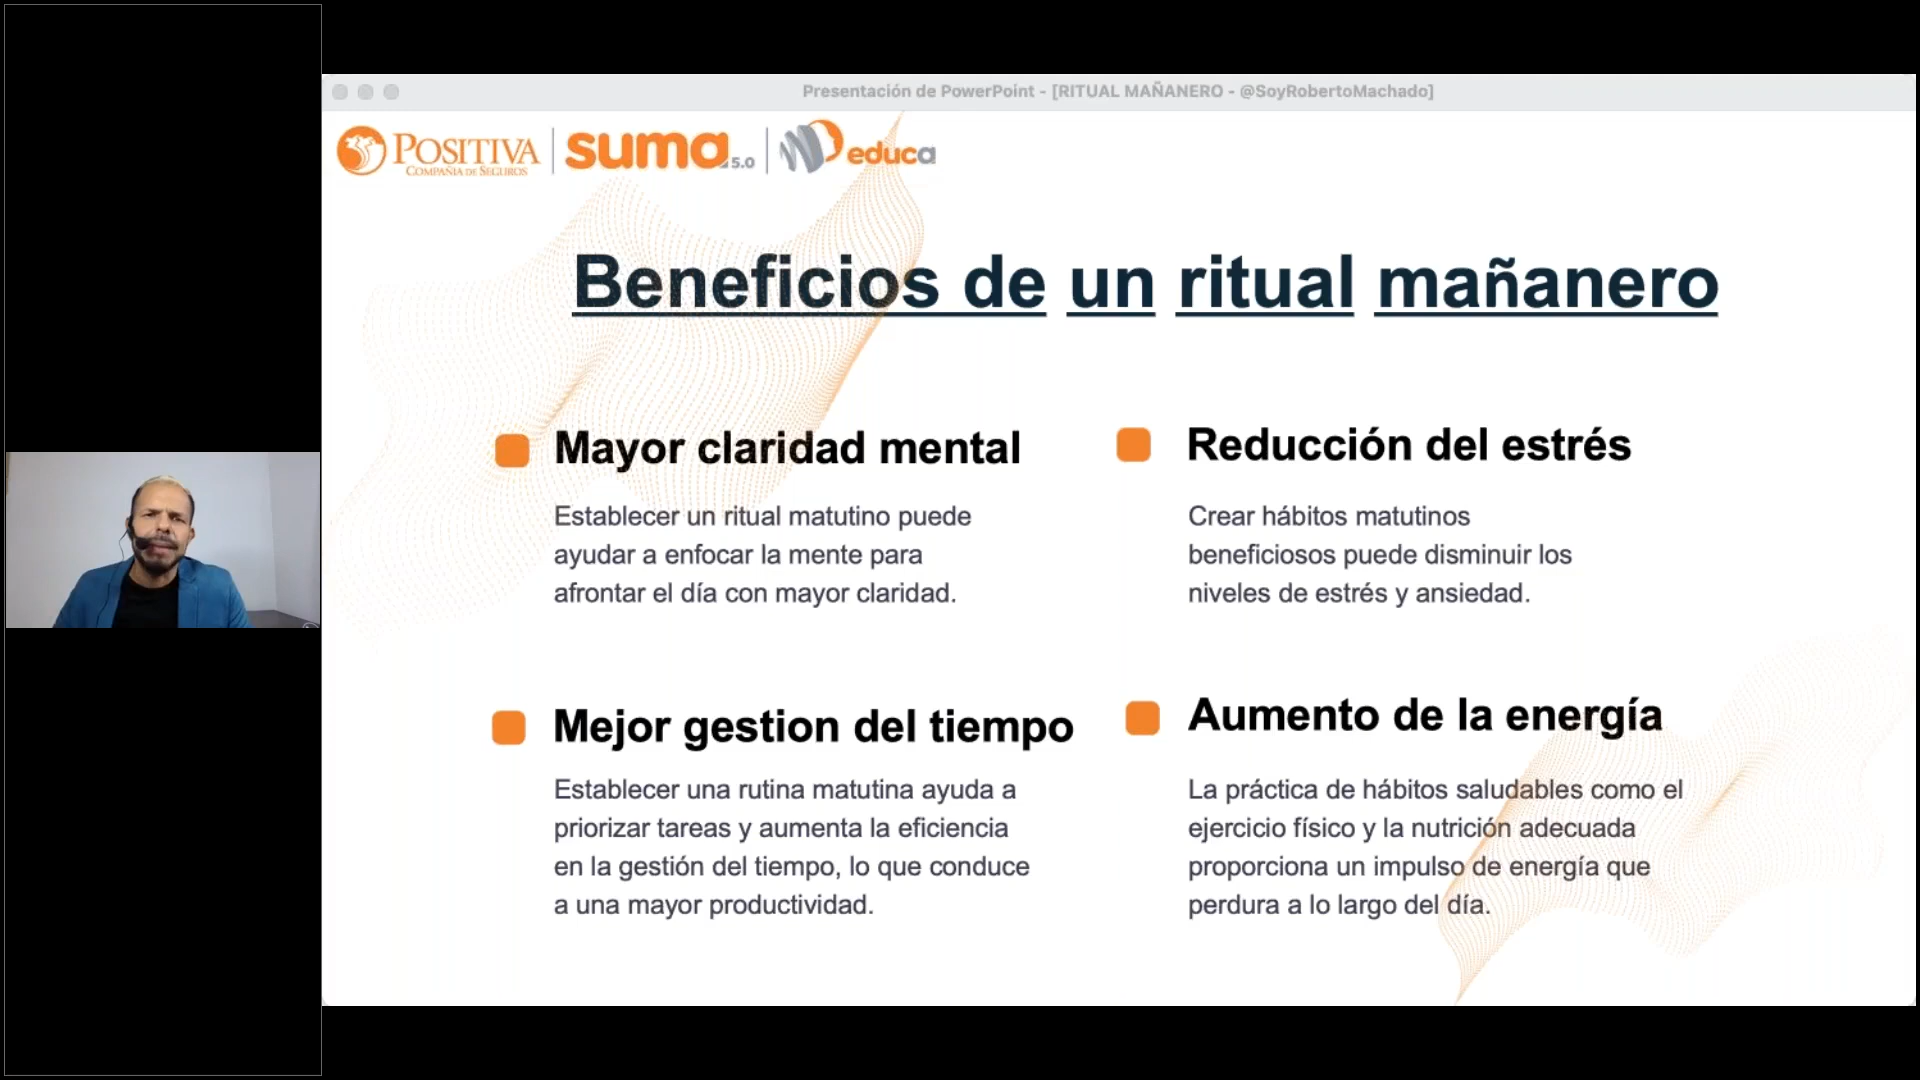 Presentación de PowerPoint - [RITUAL MAÑANERO - @SoyRobertoMachado]
POSITIVA
COMPAÑIA DE SEGUROS
suma 5.0
educa
Beneficios de un ritual mañanero
Mayor claridad mental
Establecer un ritual matutino puede
ayudar a enfocar la mente para
afrontar el día con mayor claridad.
Reducción del estrés
Crear hábitos matutinos
beneficiosos puede disminuir los
niveles de estrés y ansiedad.
Mejor gestion del tiempo
Establecer una rutina matutina ayuda a
priorizar tareas y aumenta la eficiencia
en la gestión del tiempo, lo que conduce
a una mayor productividad.
Aumento de la energía
La práctica de hábitos saludables como el
ejercicio físico y la nutrición adecuada
proporciona un impulso de energía que
perdura a lo largo del día.